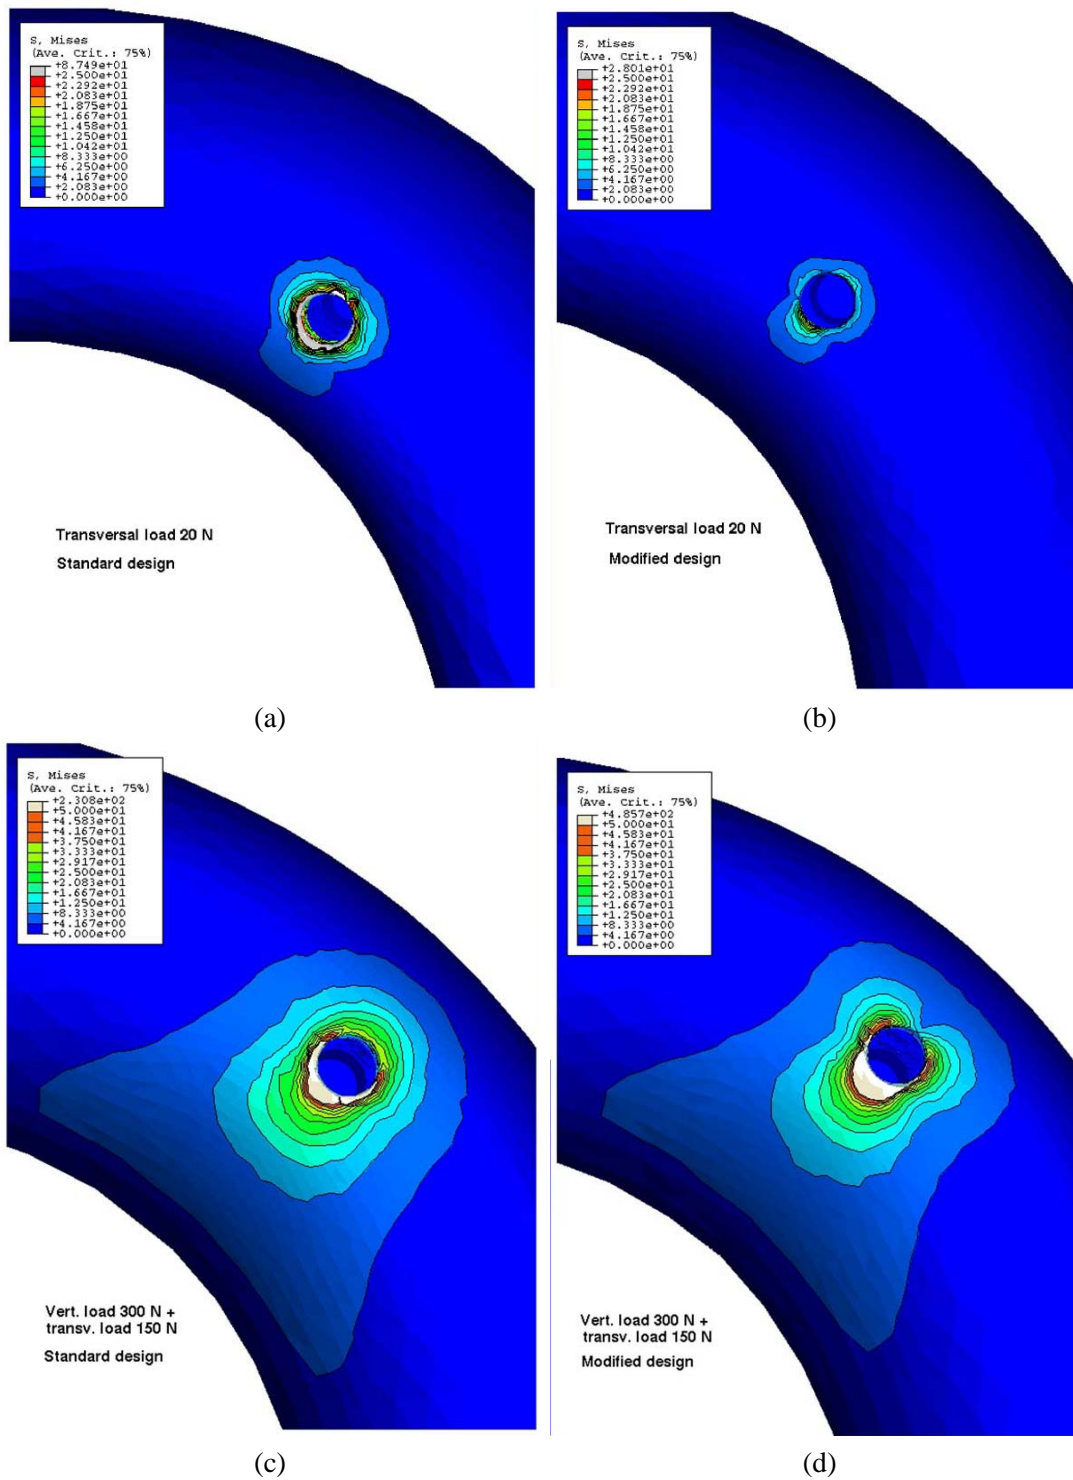 S, Mises
(Ave. Crit.: 75%)
+8.749e+01
+2.500e+01
+2.292e+01
+2.083e+01
+1.875e+01
+1.667e+01
+1.458e+01
+1.250e+01
+1.042e+01
+8.333e+00
+6.250e+00
+4.167e+00
+2.083e+00
+0.000e+00
Transversal load 20 N
Standard design
(a)
S, Mises
(Ave. Crit.: 75%)
+2.801e+01
+2.500e+01
+2.292e+01
+2.083e+01
+1.875e+01
+1.667e+01
+1.458e+01
+1.250e+01
+1.042e+01
+8.333e+00
+6.250e+00
+4.167e+00
+2.083e+00
+0.000e+00
Transversal load 20 N
Modified design
(b)
S, Mises
(Ave. Crit.: 75%)
+2.308e+02
+5.000e+01
+4.583e+01
+4.167e+01
+3.750e+01
+3.333e+01
+2.917e+01
+2.500e+01
+2.083e+01
+1.667e+01
+1.250e+01
+8.333e+00
+4.167e+00
+0.000e+00
Vert. load 300 N +
transv. load 150 N
Standard design
(c)
S, Mises
(Ave. Crit.: 75%)
+4.857e+02
+5.000e+01
+4.583e+01
+4.167e+01
+3.750e+01
+3.333e+01
+2.917e+01
+2.500e+01
+2.083e+01
+1.667e+01
+1.250e+01
+8.333e+00
+4.167e+00
+0.000e+00
Vert. load 300 N +
transv. load 150 N
Modified design
(d)